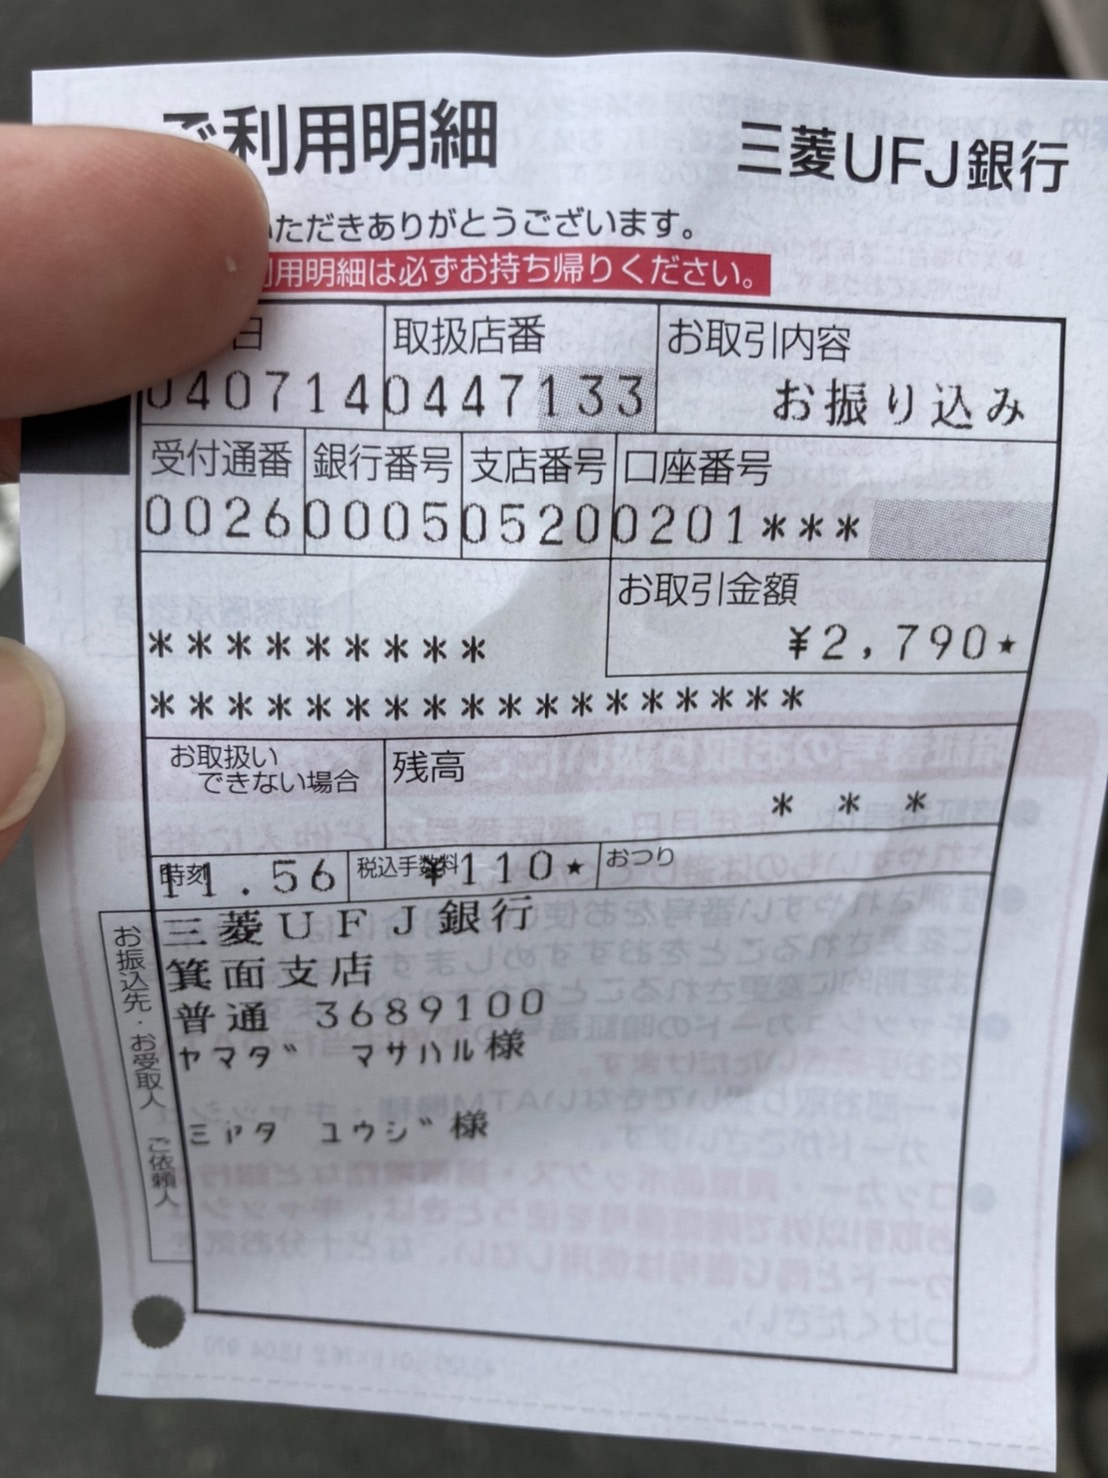 ご利用明細
三菱UFJ銀行
いただきありがとうございます。
利用明細は必ずお持ち帰りください。
日 取扱店番 お取引内容
040714 0447133 お振り込み
受付通番 銀行番号 支店番号 口座番号
0026 0005 0520 0201***
お取引金額
********* ¥2,790★
******************
お取扱いできない場合 残高
* * *
時刻 11.56 税込手数料 ¥110★ おつり
お振込先・お受取人 ご依頼人
三菱UFJ銀行
箕面支店
普通 3689100
ヤマダ マサハル様
ミヤタ ユウジ様